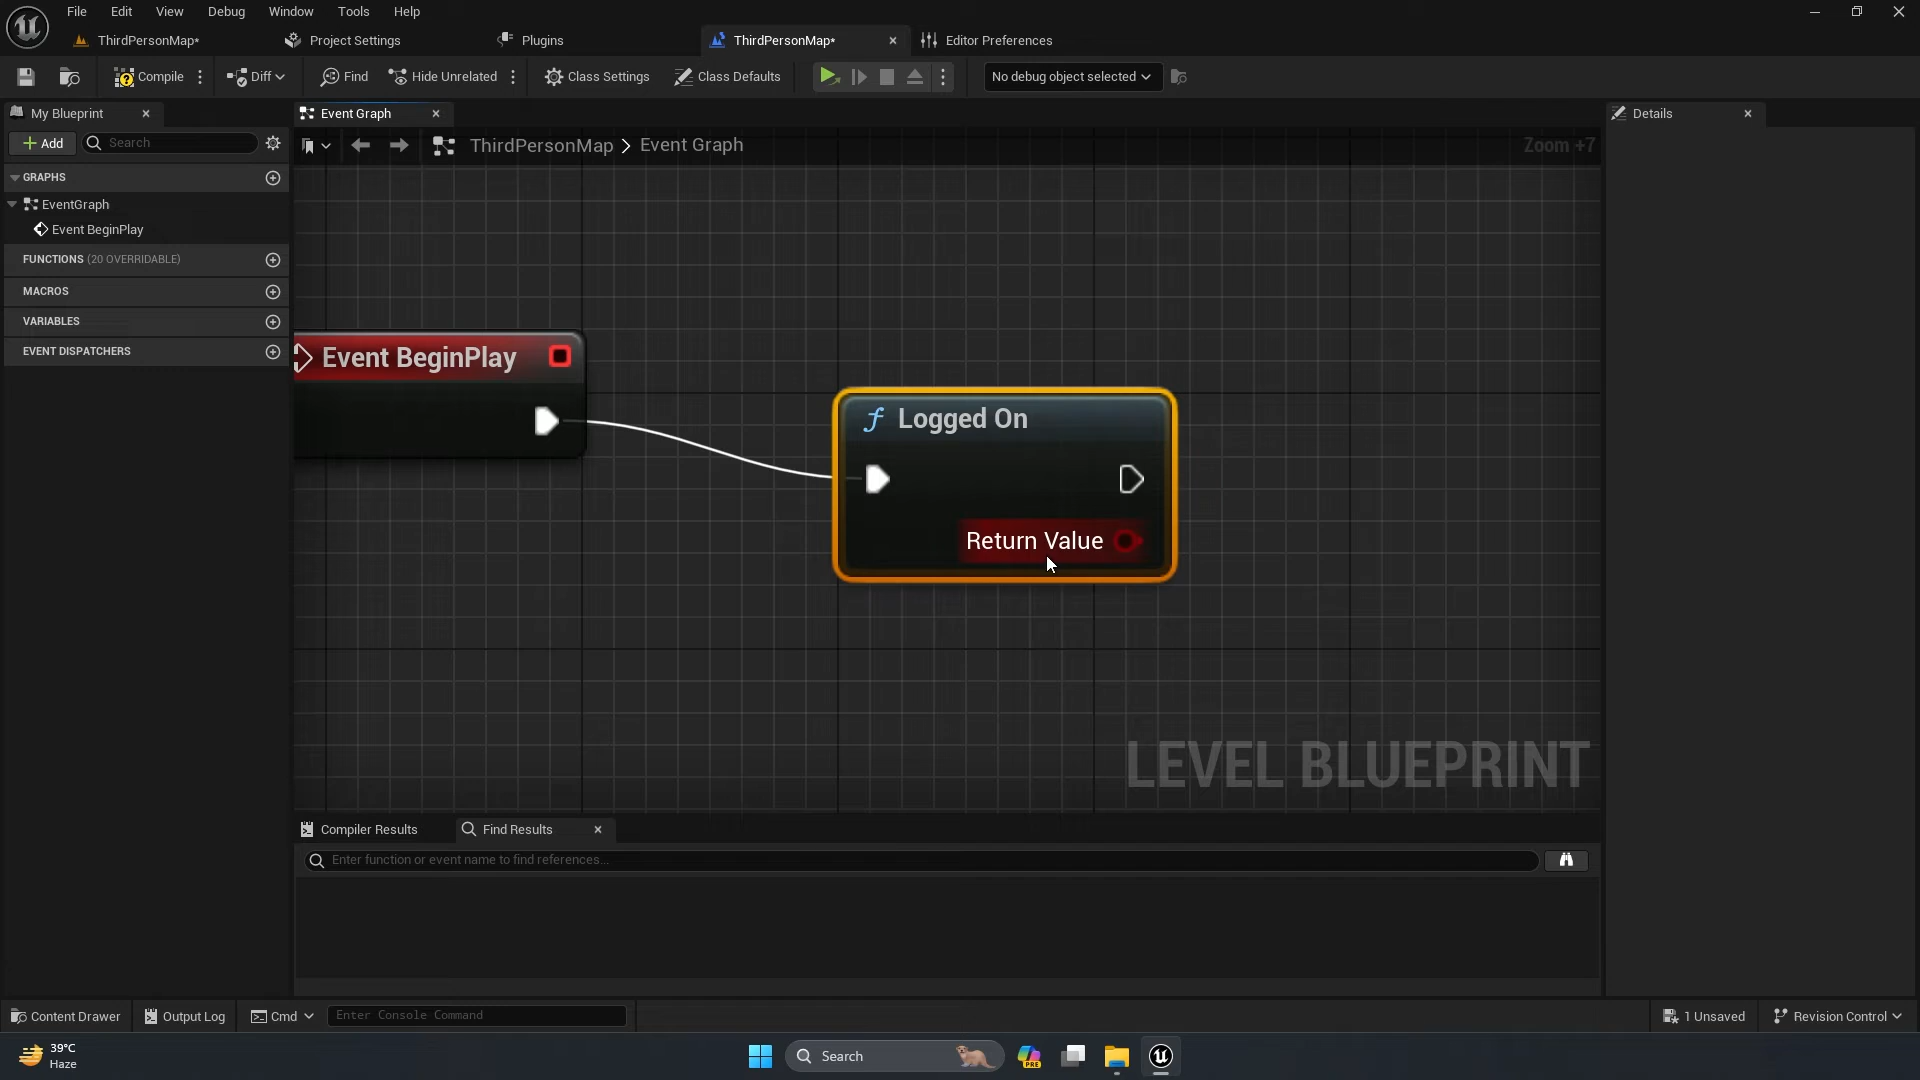 File Edit View Debug Window Tools Help
ThirdPersonMap* Project Settings Plugins ThirdPersonMap* Editor Preferences
Compile Diff Find Hide Unrelated Class Settings Class Defaults No debug object selected
My Blueprint
Event Graph
Details
Add Search
ThirdPersonMap > Event Graph
Zoom +7
GRAPHS
EventGraph
Event BeginPlay
FUNCTIONS (20 OVERRIDABLE)
MACROS
VARIABLES
EVENT DISPATCHERS
Event BeginPlay
f Logged On
Return Value
LEVEL BLUEPRINT
Compiler Results Find Results
Enter function or event name to find references...
Content Drawer Output Log Cmd Enter Console Command 1 Unsaved Revision Control
39°C
Haze
Search
PRE